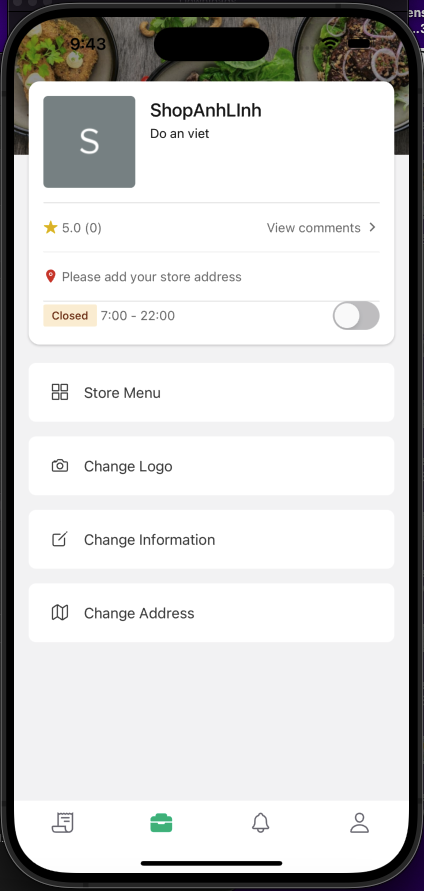 9:43
S
ShopAnhLInh
Do an viet
5.0 (0)
View comments
Please add your store address
Closed 7:00 - 22:00
Store Menu
Change Logo
Change Information
Change Address